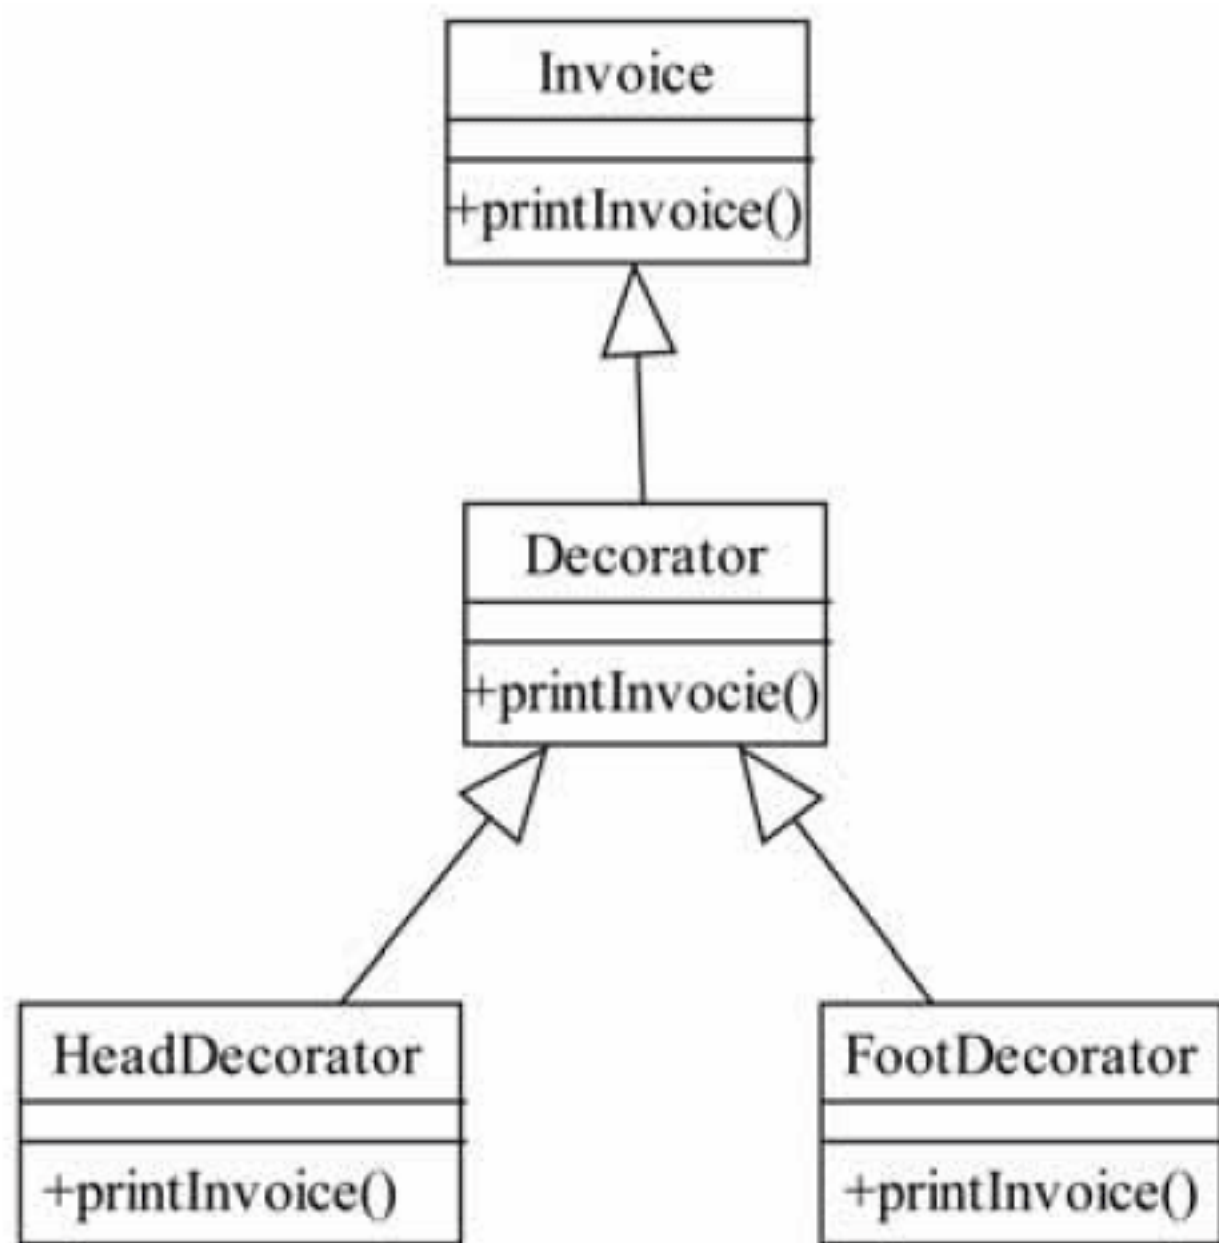 Invoice
+printInvoice()
Decorator
+printInvocie()
HeadDecorator
FootDecorator
+printInvoice()
+printInvoice()